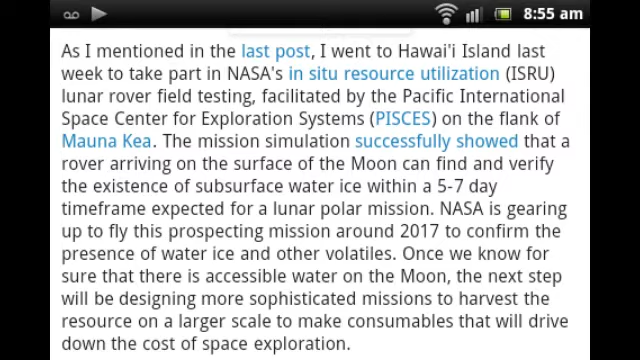 8:55 am
As I mentioned in the last post, I went to Hawai'i Island last
week to take part in NASA's in situ resource utilization (ISRU)
lunar rover field testing, facilitated by the Pacific International
Space Center for Exploration Systems (PISCES) on the flank of
Mauna Kea. The mission simulation successfully showed that a
rover arriving on the surface of the Moon can find and verify
the existence of subsurface water ice within a 5-7 day
timeframe expected for a lunar polar mission. NASA is gearing
up to fly this prospecting mission around 2017 to confirm the
presence of water ice and other volatiles. Once we know for
sure that there is accessible water on the Moon, the next step
will be designing more sophisticated missions to harvest the
resource on a larger scale to make consumables that will drive
down the cost of space exploration.